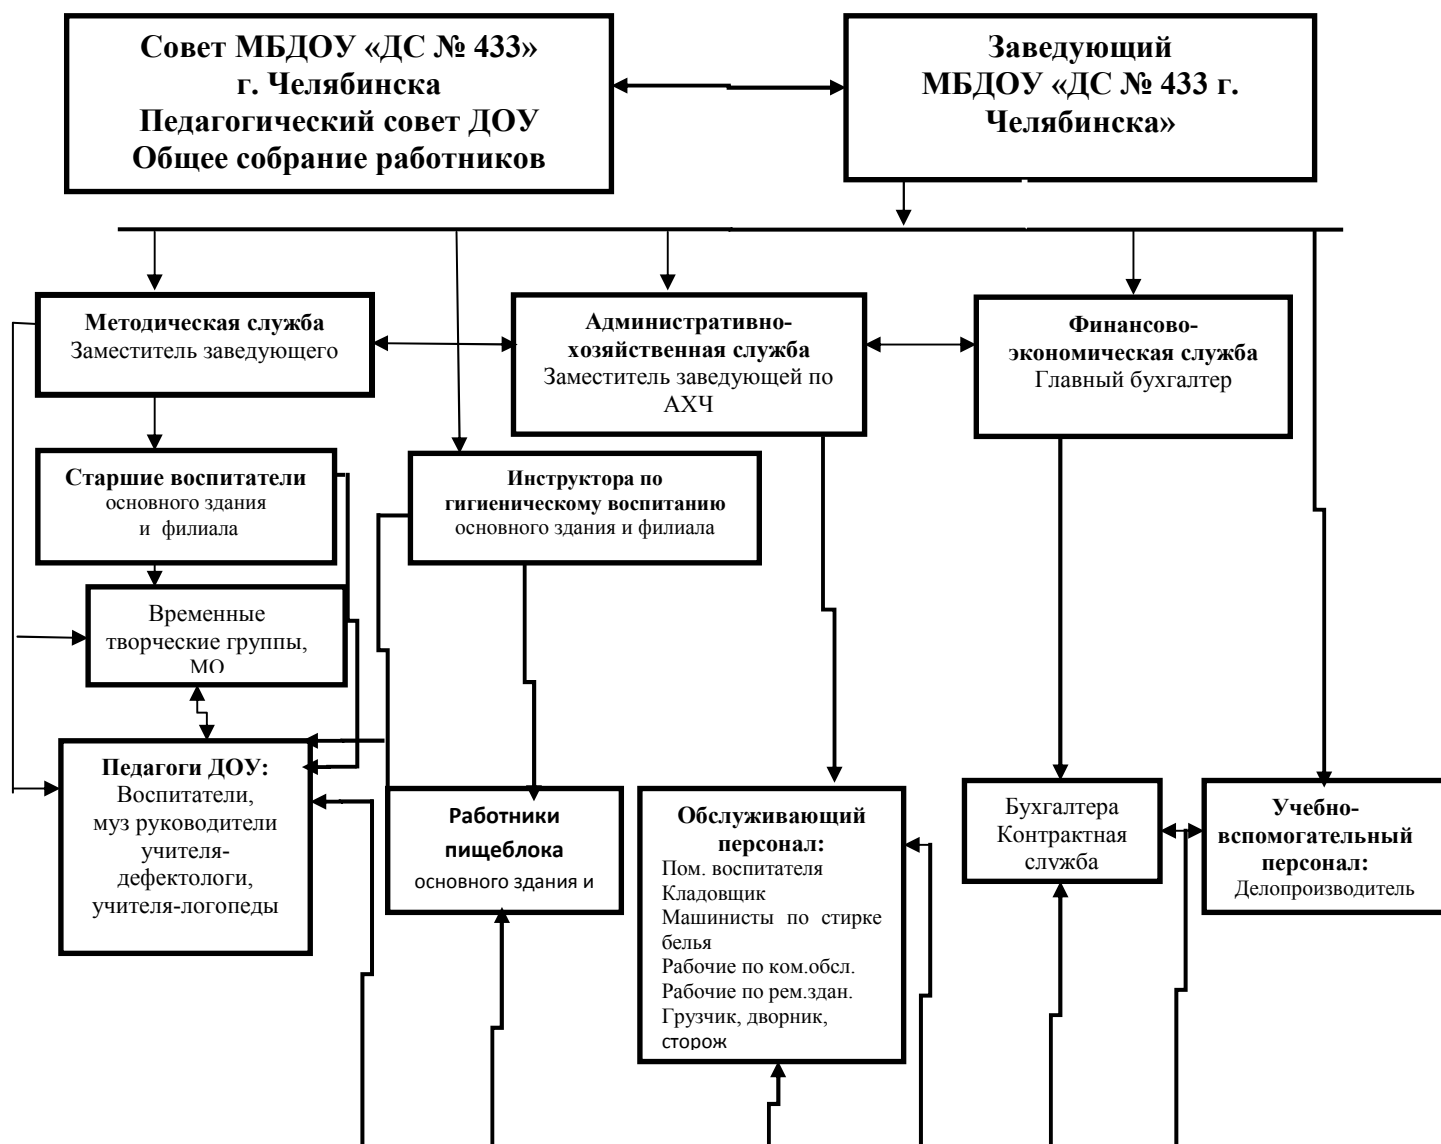 Совет МБДОУ «ДС № 433»
г. Челябинска
Педагогический совет ДОУ
Общее собрание работников
Заведующий
МБДОУ «ДС № 433 г.
Челябинска»
Методическая служба
Заместитель заведующего
Административно-
хозяйственная служба
Заместитель заведующей по
АХЧ
Финансово-
экономическая служба
Главный бухгалтер
Старшие воспитатели
основного здания
и филиала
Инструктора по
гигиеническому воспитанию
основного здания и филиала
Временные
творческие группы,
МО
Педагоги ДОУ:
Воспитатели,
муз руководители
учителя-
дефектологи,
учителя-логопеды
Работники
пищеблока
основного здания и
Обслуживающий
персонал:
Пом. воспитателя
Кладовщик
Машинисты по стирке
белья
Рабочие по ком.обсл.
Рабочие по рем.здан.
Грузчик, дворник,
сторож
Бухгалтера
Контрактная
служба
Учебно-
вспомогательный
персонал:
Делопроизводитель